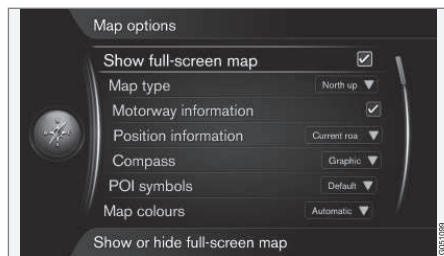 Map options
Show full-screen map
Map type North up
Motorway information
Position information Current roa
Compass Graphic
POI symbols Default
Map colours Automatic
Show or hide full-screen map
G051099